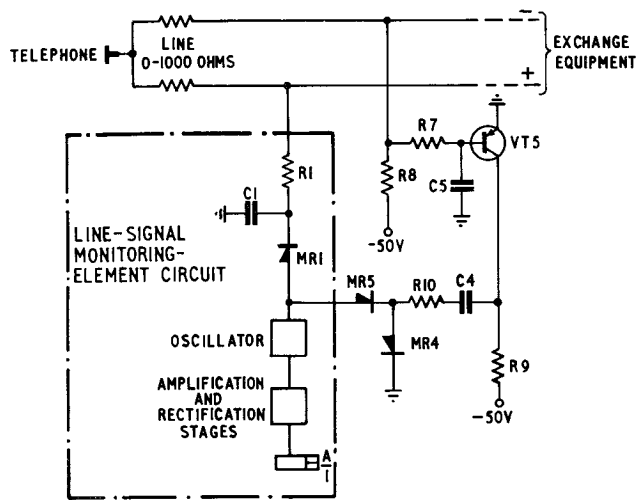 TELEPHONE
LINE
0-1000 OHMS
−
+
EXCHANGE
EQUIPMENT
R7
VT5
R8
C5
-50V
R1
C1
LINE-SIGNAL
MONITORING-
ELEMENT CIRCUIT
MR1
MR5
R10
C4
OSCILLATOR
MR4
R9
AMPLIFICATION
AND
RECTIFICATION
STAGES
-50V
A
1